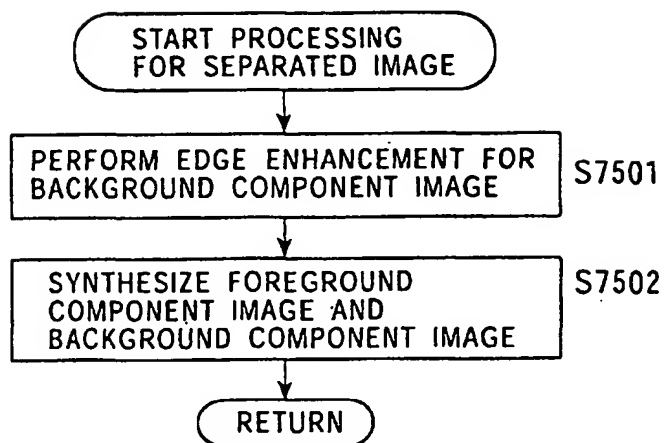 START PROCESSING
FOR SEPARATED IMAGE
PERFORM EDGE ENHANCEMENT FOR
BACKGROUND COMPONENT IMAGE
S7501
SYNTHESIZE FOREGROUND
COMPONENT IMAGE AND
BACKGROUND COMPONENT IMAGE
S7502
RETURN